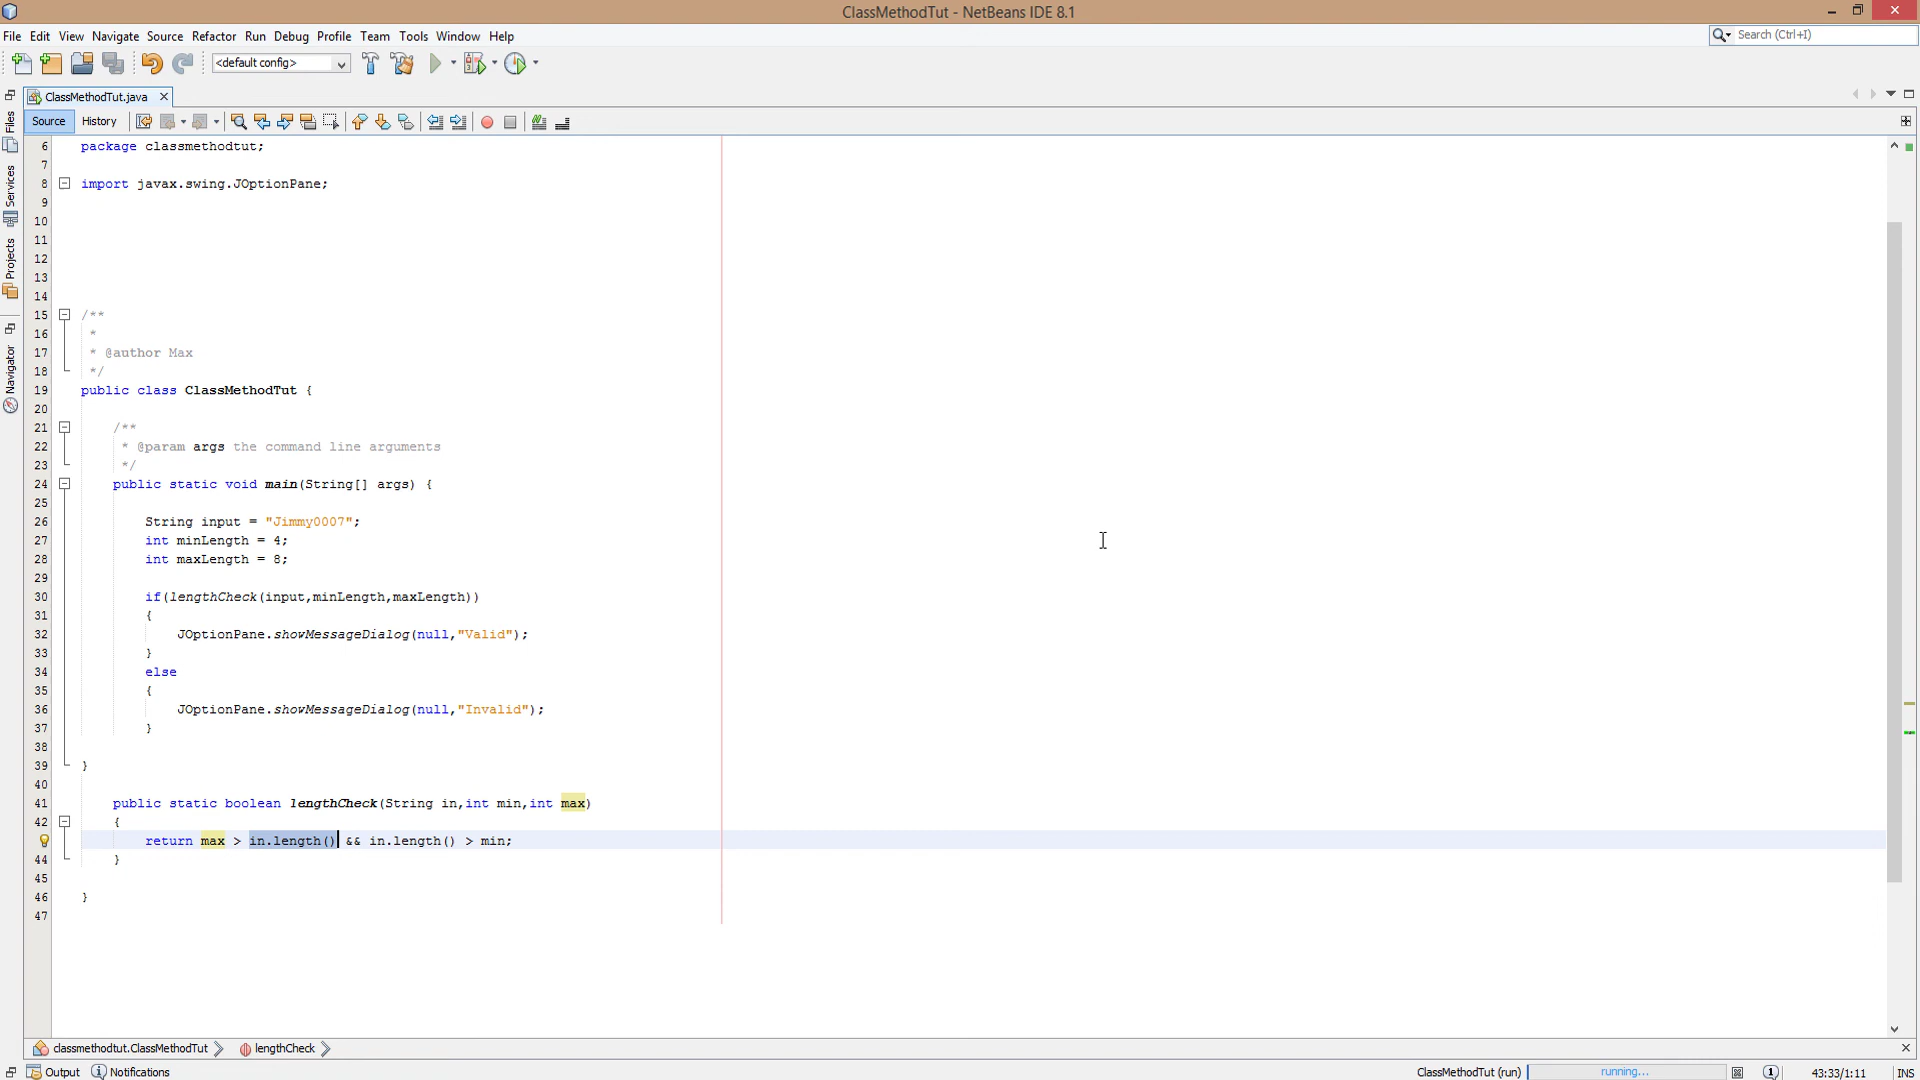 ClassMethodTut - NetBeans IDE 8.1
File Edit View Navigate Source Refactor Run Debug Profile Team Tools Window Help
Search (Ctrl+I)
<default config>
ClassMethodTut.java
Source History
Files
Services
Projects
Navigator
6 package classmethodtut;
7
8 import javax.swing.JOptionPane;
9
10
11
12
13
14
15 /**
16 *
17 * @author Max
18 */
19 public class ClassMethodTut {
20
21 /**
22 * @param args the command line arguments
23 */
24 public static void main(String[] args) {
25
26 String input = "Jimmy0007";
27 int minLength = 4;
28 int maxLength = 8;
29
30 if(lengthCheck(input,minLength,maxLength))
31 {
32 JOptionPane.showMessageDialog(null,"Valid");
33 }
34 else
35 {
36 JOptionPane.showMessageDialog(null,"Invalid");
37 }
38
39 }
40
41 public static boolean lengthCheck(String in,int min,int max)
42 {
return max > in.length() && in.length() > min;
44 }
45
46 }
47
classmethodtut.ClassMethodTut lengthCheck
Output Notifications ClassMethodTut (run) running... 1 43:33/1:11 INS